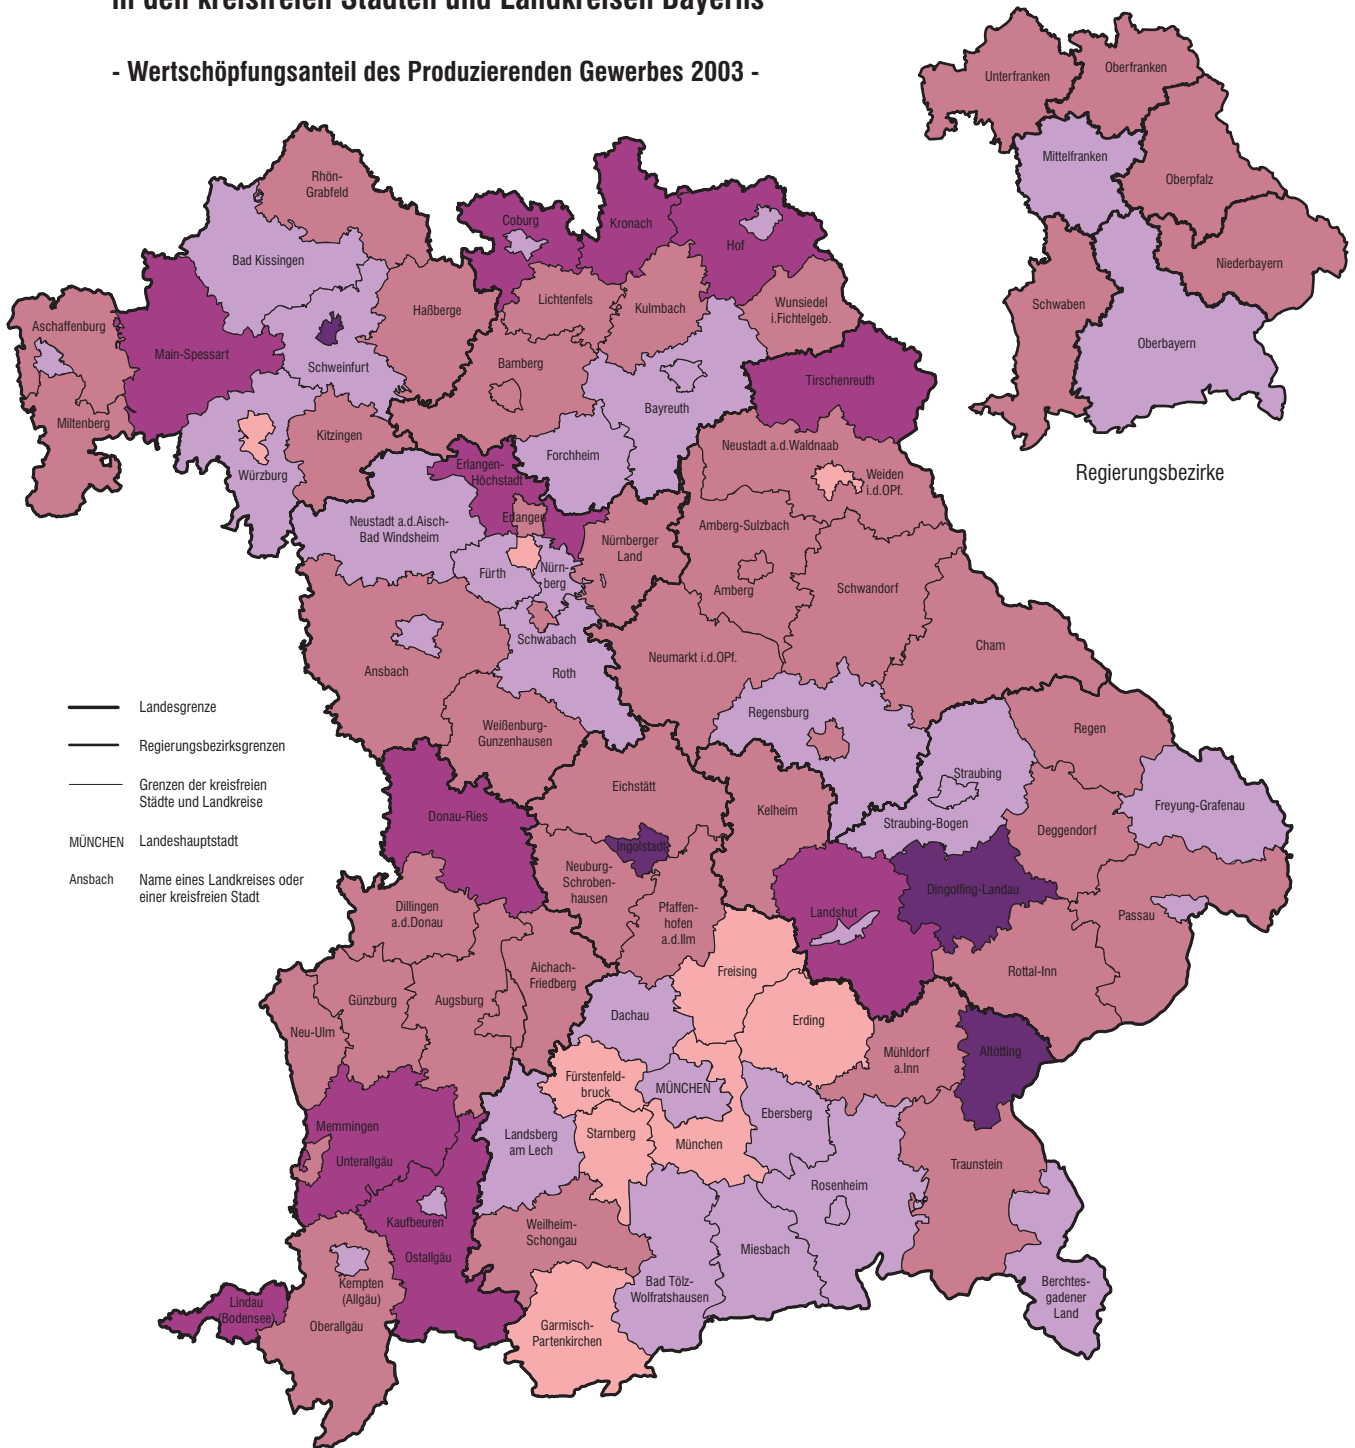 in den kreisfreien Städten und Landkreisen Bayerns
- Wertschöpfungsanteil des Produzierenden Gewerbes 2003 -
Unterfranken
Oberfranken
Mittelfranken
Oberpfalz
Niederbayern
Schwaben
Oberbayern
Regierungsbezirke
Rhön-
Grabfeld
Coburg
Kronach
Hof
Bad Kissingen
Lichtenfels
Kulmbach
Wunsiedel
i.Fichtelgeb.
Haßberge
Aschaffenburg
Main-Spessart
Schweinfurt
Bamberg
Tirschenreuth
Bayreuth
Miltenberg
Kitzingen
Neustadt a.d.Waldnaab
Forchheim
Erlangen-
Höchstadt
Würzburg
Weiden
i.d.OPf.
Neustadt a.d.Aisch-
Bad Windsheim
Erlangen
Amberg-Sulzbach
Nürnberger
Land
Fürth
Nürn-
berg
Amberg
Schwandorf
Schwabach
Cham
Neumarkt i.d.OPf.
Ansbach
Roth
Landesgrenze
Regierungsbezirksgrenzen
Grenzen der kreisfreien
Städte und Landkreise
MÜNCHEN
Landeshauptstadt
Ansbach
Name eines Landkreises oder
einer kreisfreien Stadt
Weißenburg-
Gunzenhausen
Regensburg
Regen
Straubing
Eichstätt
Freyung-Grafenau
Kelheim
Donau-Ries
Straubing-Bogen
Deggendorf
Ingolstadt
Neuburg-
Schroben-
hausen
Dingolfing-Landau
Dillingen
a.d.Donau
Pfaffen-
hofen
a.d.Ilm
Landshut
Passau
Aichach-
Friedberg
Freising
Rottal-Inn
Günzburg
Augsburg
Neu-Ulm
Dachau
Erding
Mühldorf
a.Inn
Altötting
Fürstenfeld-
bruck
MÜNCHEN
Ebersberg
Memmingen
Landsberg
am Lech
Starnberg
München
Unterallgäu
Traunstein
Rosenheim
Kaufbeuren
Weilheim-
Schongau
Miesbach
Ostallgäu
Kempten
(Allgäu)
Bad Tölz-
Wolfratshausen
Berchtes-
gadener
Land
Lindau
(Bodensee)
Oberallgäu
Garmisch-
Partenkirchen